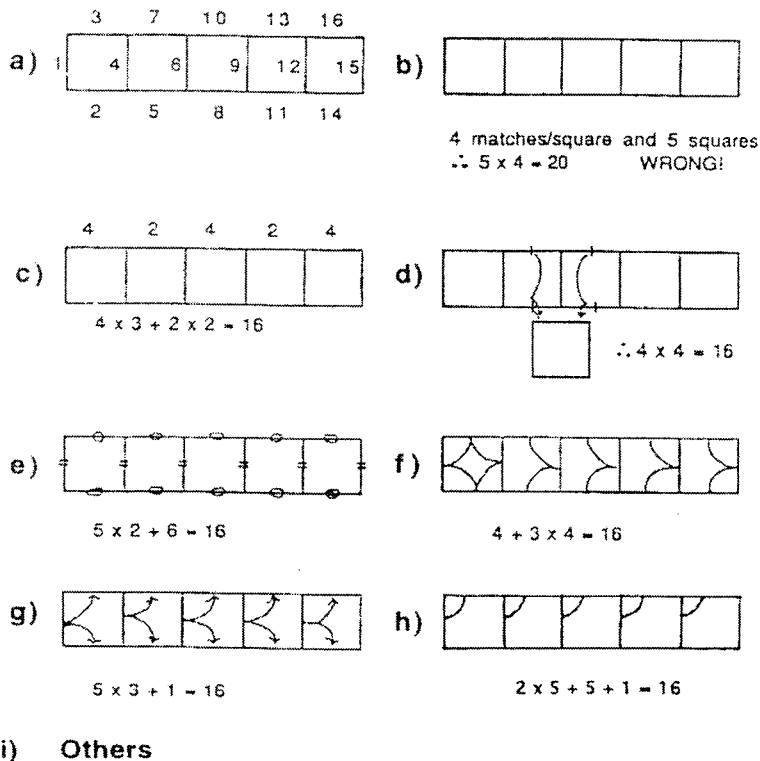 3 7 10 13 16
a) 1 4 6 9 12 15
2 5 8 11 14
b)
4 matches/square and 5 squares
∴ 5 x 4 = 20 WRONG!
4 2 4 2 4
c)
4 x 3 + 2 x 2 = 16
d)
∴ 4 x 4 = 16
e)
5 x 2 + 6 = 16
f)
4 + 3 x 4 = 16
g)
5 x 3 + 1 = 16
h)
2 x 5 + 5 + 1 = 16
i) Others